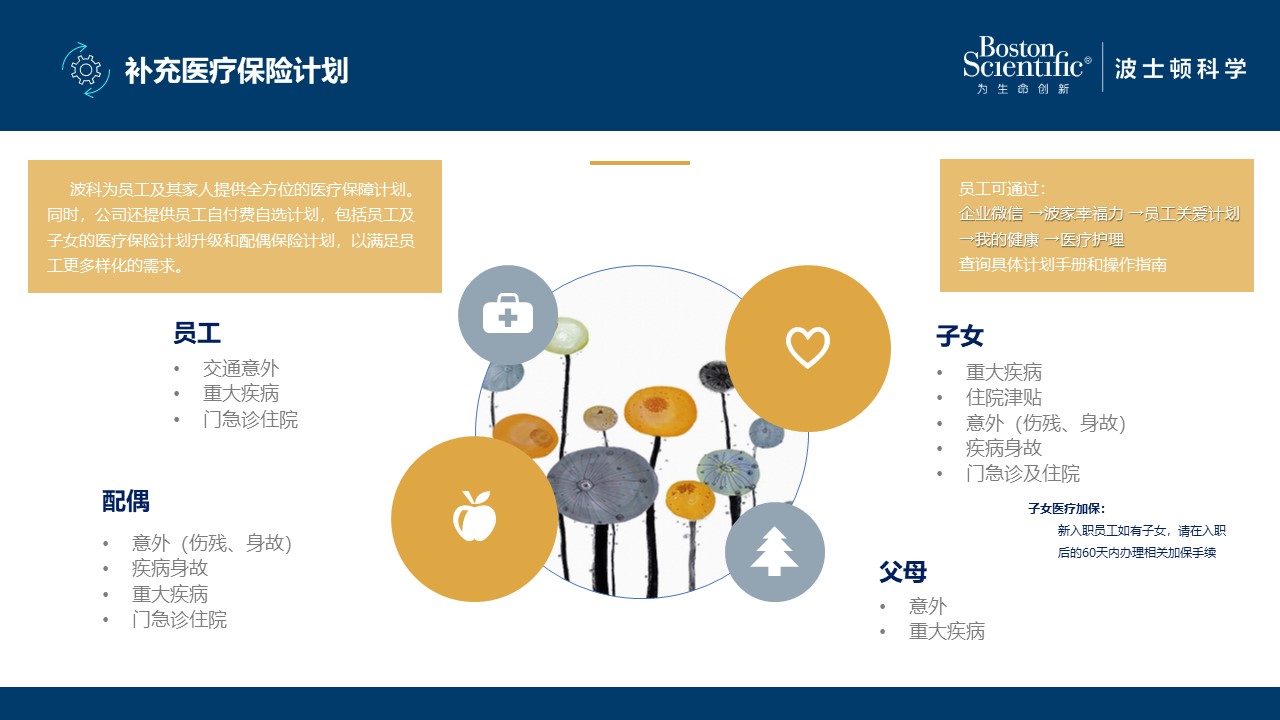 补充医疗保险计划
Boston
Scientific®
为生命创新
波士顿科学
波科为员工及其家人提供全方位的医疗保障计划。
同时，公司还提供员工自付费自选计划，包括员工及
子女的医疗保险计划升级和配偶保险计划，以满足员
工更多样化的需求。
员工可通过：
企业微信 →波家幸福力 →员工关爱计划
→我的健康 →医疗护理
查询具体计划手册和操作指南
员工
• 交通意外
• 重大疾病
• 门急诊住院
配偶
• 意外（伤残、身故）
• 疾病身故
• 重大疾病
• 门急诊住院
子女
• 重大疾病
• 住院津贴
• 意外（伤残、身故）
• 疾病身故
• 门急诊及住院
子女医疗加保：
新入职员工如有子女，请在入职
后的60天内办理相关加保手续
父母
• 意外
• 重大疾病